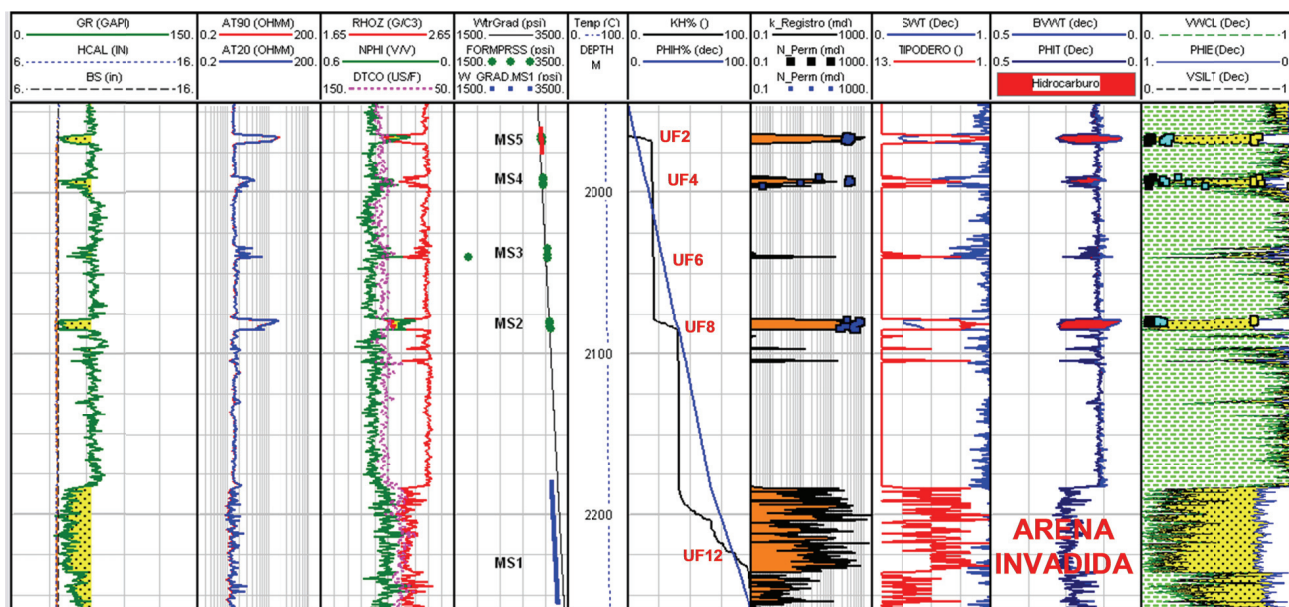 GR (GAPI)
0. 150.
HCAL (IN)
6. 16.
BS (in)
6. 16.
AT90 (OHMM)
0.2 200.
AT20 (OHMM)
0.2 200.
RHOZ (G/C3)
1.65 2.65
NPHI (V/V)
0.6 0.
DTCO (US/F)
150. 50.
WtrGrad (psi)
1500. 3500.
FORMPRSS (psi)
1500. 3500.
W_GRAD.MS1 (psi)
1500. 3500.
Temp (C)
0. 100.
DEPTH
M
KH% ()
0. 100.
PHIH% (dec)
0. 100.
k_Registro (md)
0.1 1000.
N_Perm (md)
0.1 1000.
N_Perm (md)
0.1 1000.
SWT (Dec)
0. 1.
TIPODERO ()
13. 1.
BVWT (Dec)
0.5 0.
PHIT (Dec)
0.5 0.
Hidrocarburo
VWCL (Dec)
0. 1.
PHIE (Dec)
1. 0.
VSILT (Dec)
0. 1.
MS5
UF2
MS4
UF4
2000
MS3
UF6
MS2
UF8
2100
2200
ARENA
INVADIDA
UF12
MS1